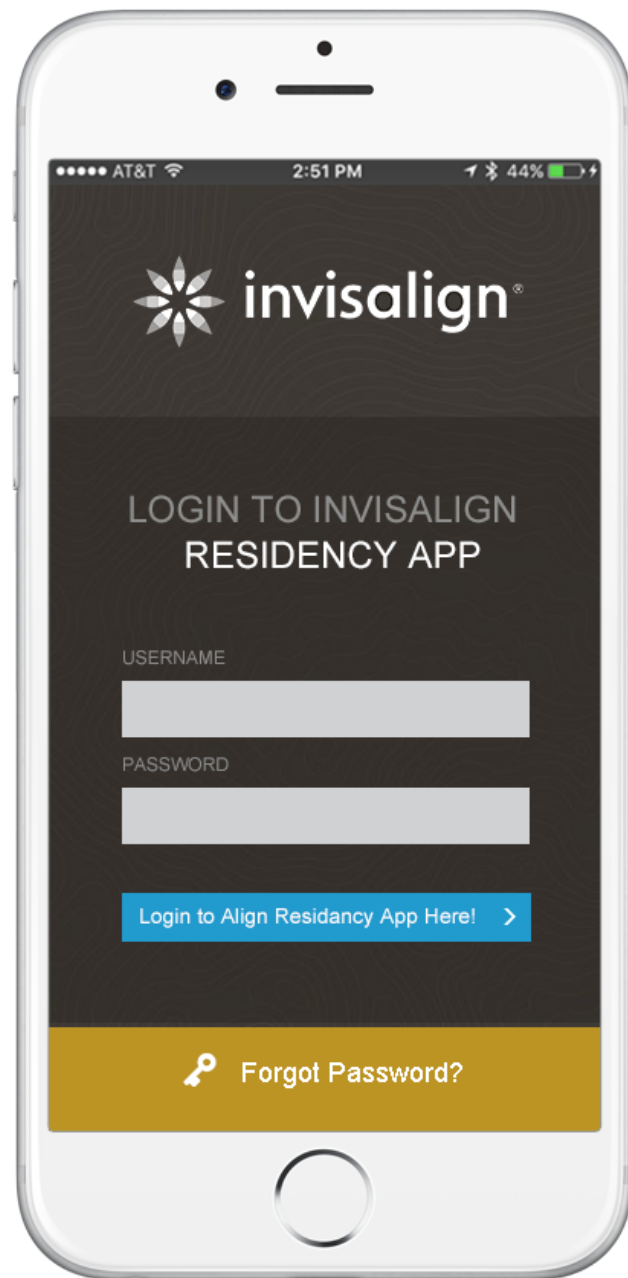 AT&T 2:51 PM 44%
invisalign®
LOGIN TO INVISALIGN
RESIDENCY APP
USERNAME
PASSWORD
Login to Align Residancy App Here!
Forgot Password?